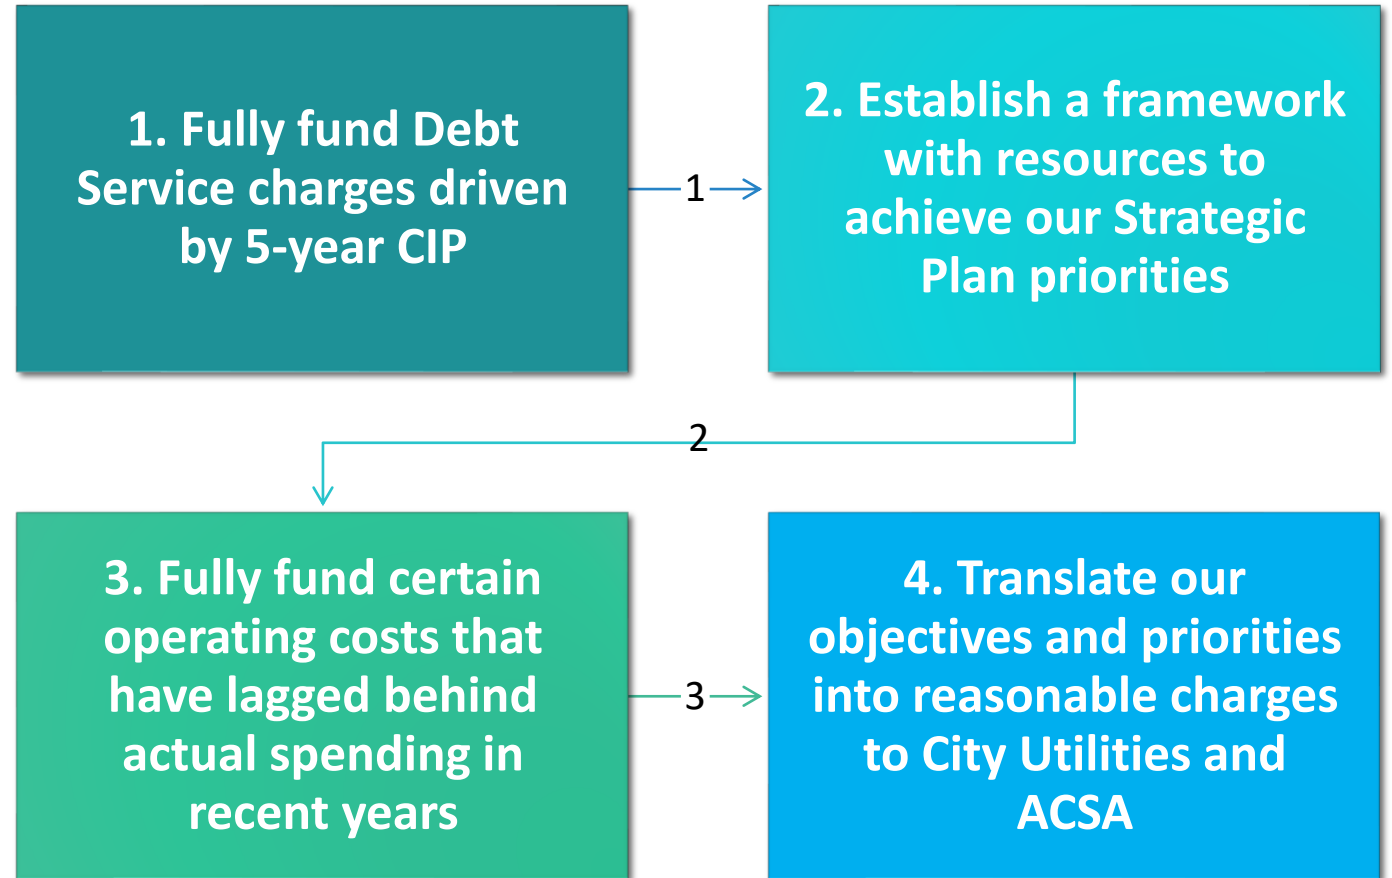 1. Fully fund Debt
Service charges driven
by 5-year CIP
1
2. Establish a framework
with resources to
achieve our Strategic
Plan priorities
2
3. Fully fund certain
operating costs that
have lagged behind
actual spending in
recent years
3
4. Translate our
objectives and priorities
into reasonable charges
to City Utilities and
ACSA